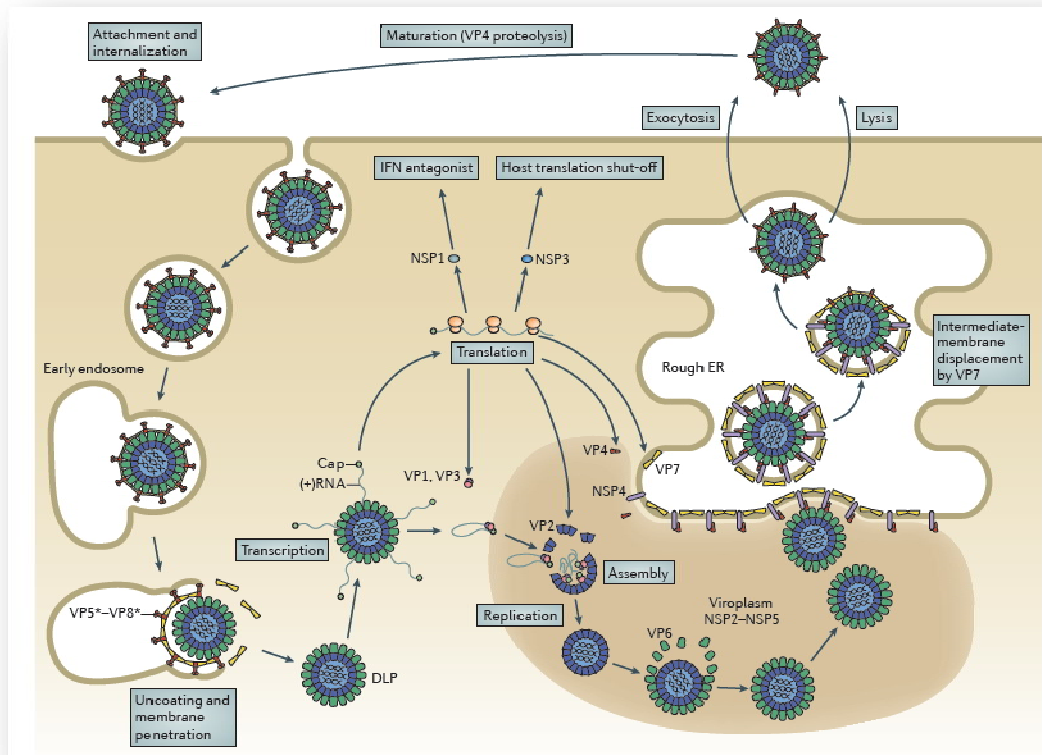 Attachment and
internalization
Maturation (VP4 proteolysis)
Exocytosis
Lysis
IFN antagonist
Host translation shut-off
NSP1
NSP3
Translation
Early endosome
Rough ER
Intermediate-
membrane
displacement
by VP7
Cap
(+)RNA
VP1, VP3
VP4
VP7
NSP4
VP2
Transcription
Assembly
Replication
Viroplasm
NSP2–NSP5
VP6
VP5*–VP8*
DLP
Uncoating and
membrane
penetration